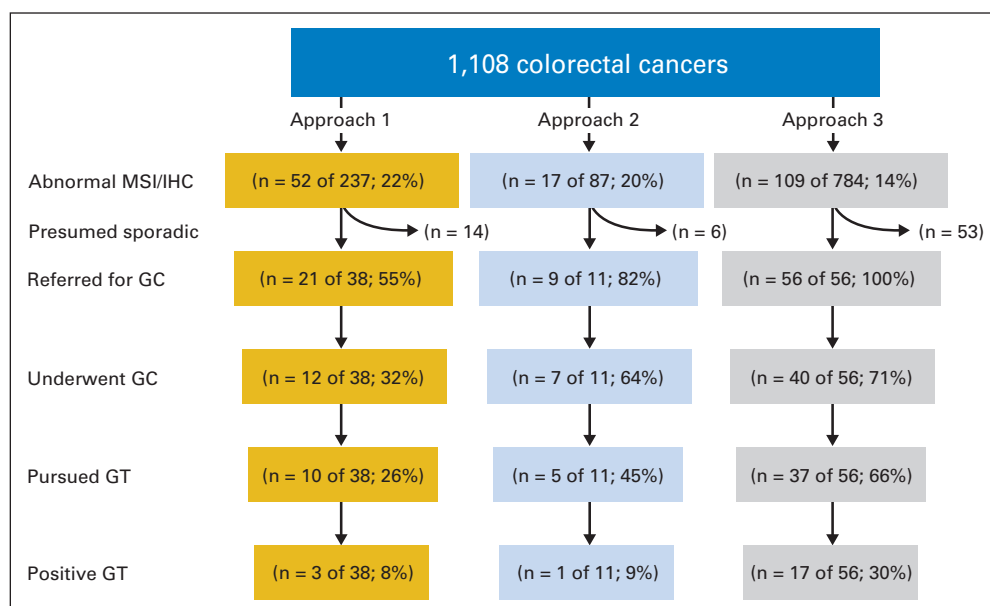 1,108 colorectal cancers
Approach 1 Approach 2 Approach 3
Abnormal MSI/IHC (n = 52 of 237; 22%) (n = 17 of 87; 20%) (n = 109 of 784; 14%)
Presumed sporadic (n = 14) (n = 6) (n = 53)
Referred for GC (n = 21 of 38; 55%) (n = 9 of 11; 82%) (n = 56 of 56; 100%)
Underwent GC (n = 12 of 38; 32%) (n = 7 of 11; 64%) (n = 40 of 56; 71%)
Pursued GT (n = 10 of 38; 26%) (n = 5 of 11; 45%) (n = 37 of 56; 66%)
Positive GT (n = 3 of 38; 8%) (n = 1 of 11; 9%) (n = 17 of 56; 30%)